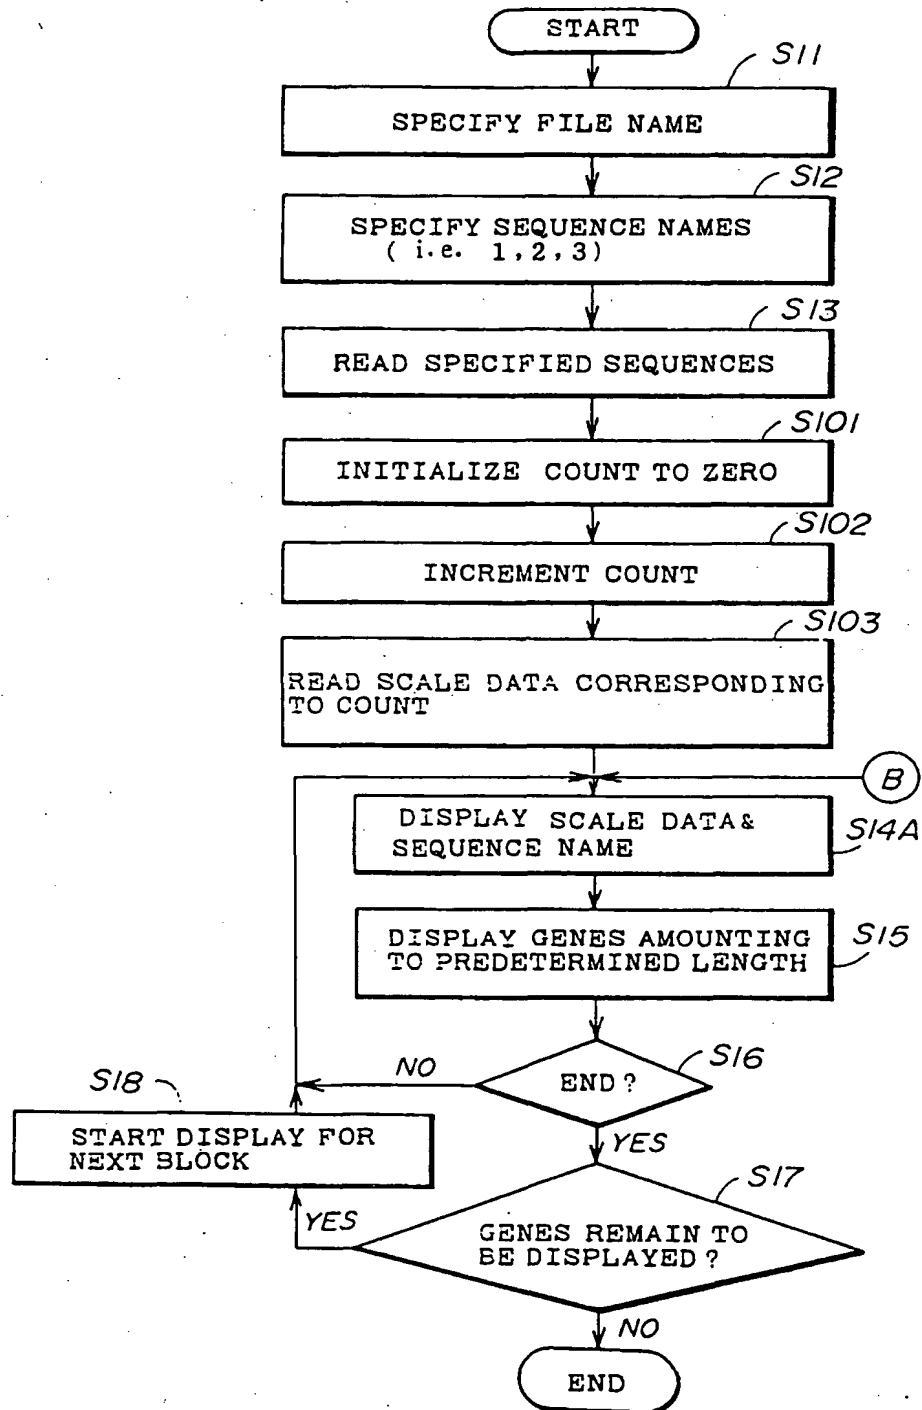 START
S11
SPECIFY FILE NAME
S12
SPECIFY SEQUENCE NAMES
( i.e. 1,2,3)
S13
READ SPECIFIED SEQUENCES
S101
INITIALIZE COUNT TO ZERO
S102
INCREMENT COUNT
S103
READ SCALE DATA CORRESPONDING
TO COUNT
B
DISPLAY SCALE DATA&
SEQUENCE NAME
S14A
DISPLAY GENES AMOUNTING
TO PREDETERMINED LENGTH
S15
S16
NO
END?
S18
START DISPLAY FOR
NEXT BLOCK
YES
S17
YES
GENES REMAIN TO
BE DISPLAYED?
NO
END